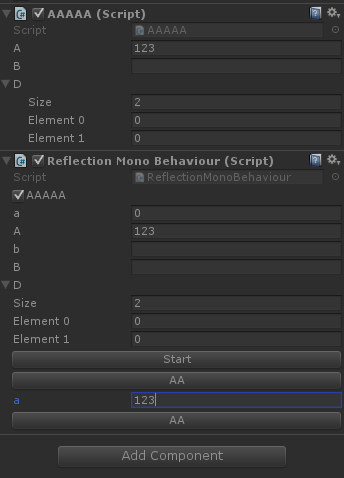 AAAAA (Script)
Script AAAAA
A 123
B
D
Size 2
Element 0 0
Element 1 0
Reflection Mono Behaviour (Script)
Script ReflectionMonoBehaviour
AAAAA
a 0
A 123
b
B
D
Size 2
Element 0 0
Element 1 0
Start
AA
a 123
AA
Add Component